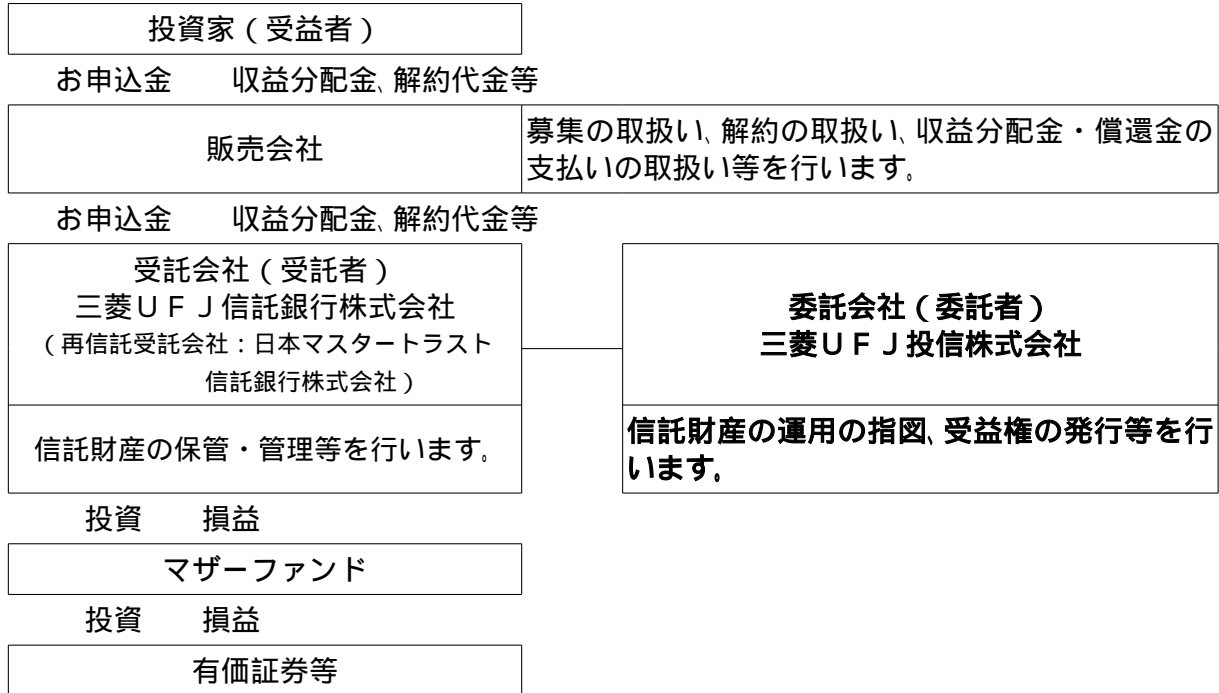 投資家（受益者）
お申込金　収益分配金、解約代金等
販売会社
募集の取扱い、解約の取扱い、収益分配金・償還金の
支払いの取扱い等を行います。
お申込金　収益分配金、解約代金等
受託会社（受託者）
三菱ＵＦＪ信託銀行株式会社
（再信託受託会社：日本マスタートラスト
信託銀行株式会社）
委託会社（委託者）
三菱ＵＦＪ投信株式会社
信託財産の保管・管理等を行います。
信託財産の運用の指図、受益権の発行等を行
います。
投資　損益
マザーファンド
投資　損益
有価証券等